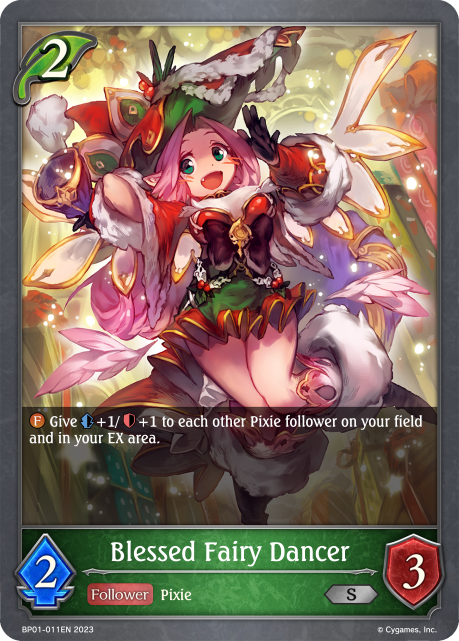 2
F Give +1/ +1 to each other Pixie follower on your field
and in your EX area.
Blessed Fairy Dancer
2
Follower Pixie
S
3
BP01-011EN 2023
© Cygames, Inc.